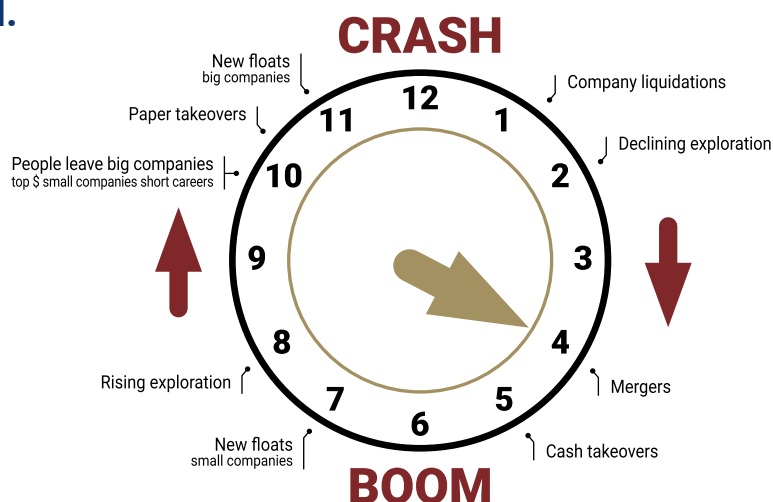 CRASH
New floats
big companies
Company liquidations
Paper takeovers
Declining exploration
People leave big companies
top $ small companies short careers
12
11
1
10
2
9
3
8
4
7
5
6
Rising exploration
Mergers
New floats
small companies
Cash takeovers
BOOM